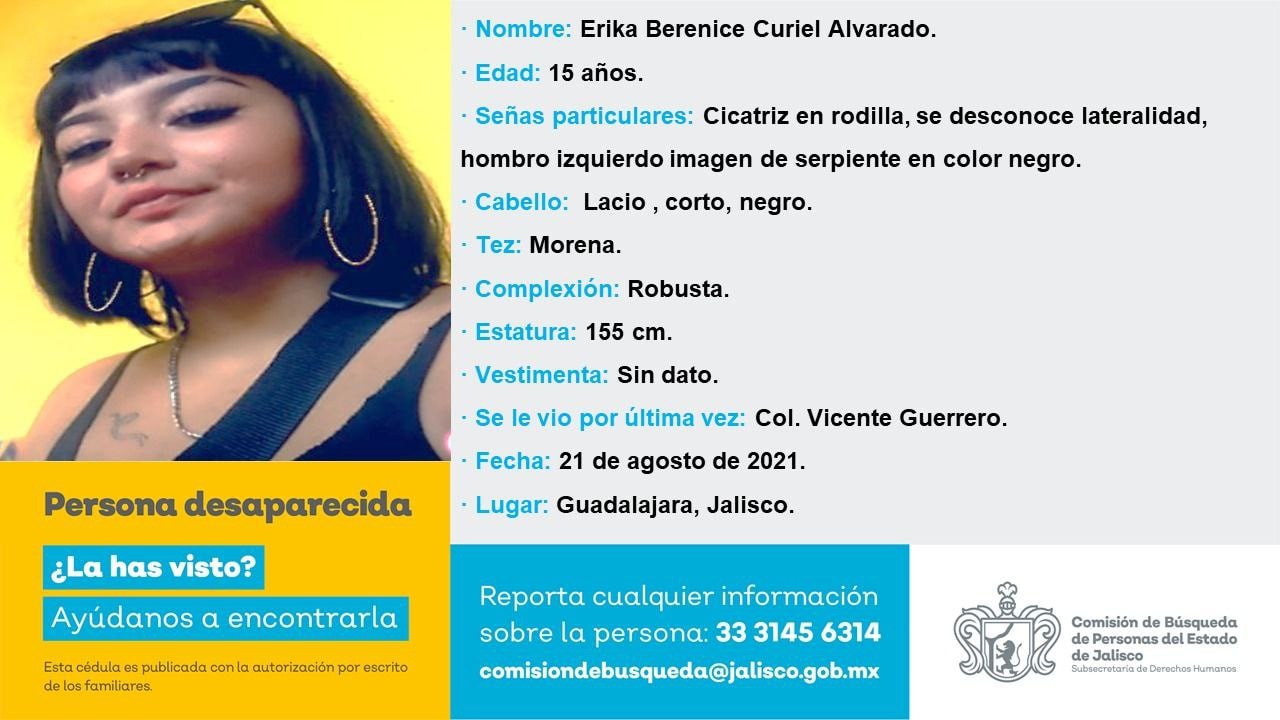 · Nombre: Erika Berenice Curiel Alvarado.
· Edad: 15 años.
· Señas particulares: Cicatriz en rodilla, se desconoce lateralidad,
hombro izquierdo imagen de serpiente en color negro.
· Cabello: Lacio , corto, negro.
· Tez: Morena.
· Complexión: Robusta.
· Estatura: 155 cm.
· Vestimenta: Sin dato.
· Se le vio por última vez: Col. Vicente Guerrero.
· Fecha: 21 de agosto de 2021.
· Lugar: Guadalajara, Jalisco.
Persona desaparecida
¿La has visto?
Ayúdanos a encontrarla
Esta cédula es publicada con la autorización por escrito
de los familiares.
Reporta cualquier información
sobre la persona: 33 3145 6314
comisiondebusqueda@jalisco.gob.mx
Comisión de Búsqueda
de Personas del Estado
de Jalisco
Subsecretaría de Derechos Humanos